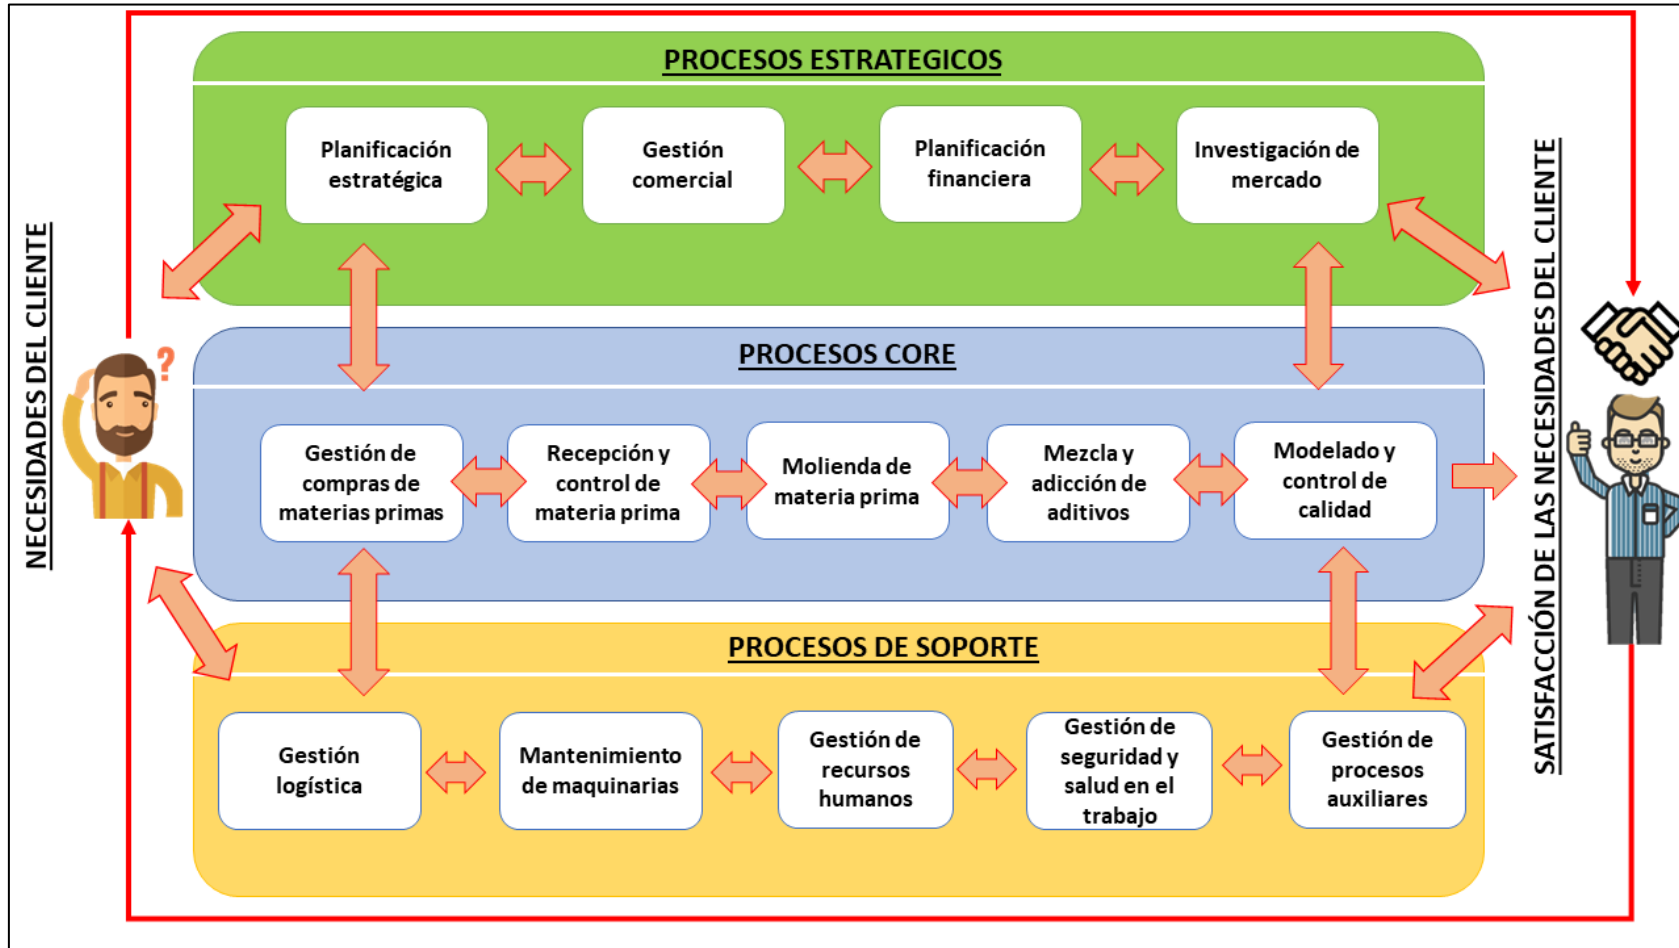 PROCESOS ESTRATEGICOS
Planificación
estratégica
Gestión
comercial
Planificación
financiera
Investigación de
mercado
NECESIDADES DEL CLIENTE
?
PROCESOS CORE
Gestión de
compras de
materias primas
Recepción y
control de
materia prima
Molienda de
materia prima
Mezcla y
adicción de
aditivos
Modelado y
control de
calidad
SATISFACCIÓN DE LAS NECESIDADES DEL CLIENTE
PROCESOS DE SOPORTE
Gestión
logística
Mantenimiento
de maquinarias
Gestión de
recursos
humanos
Gestión de
seguridad y
salud en el
trabajo
Gestión de
procesos
auxiliares